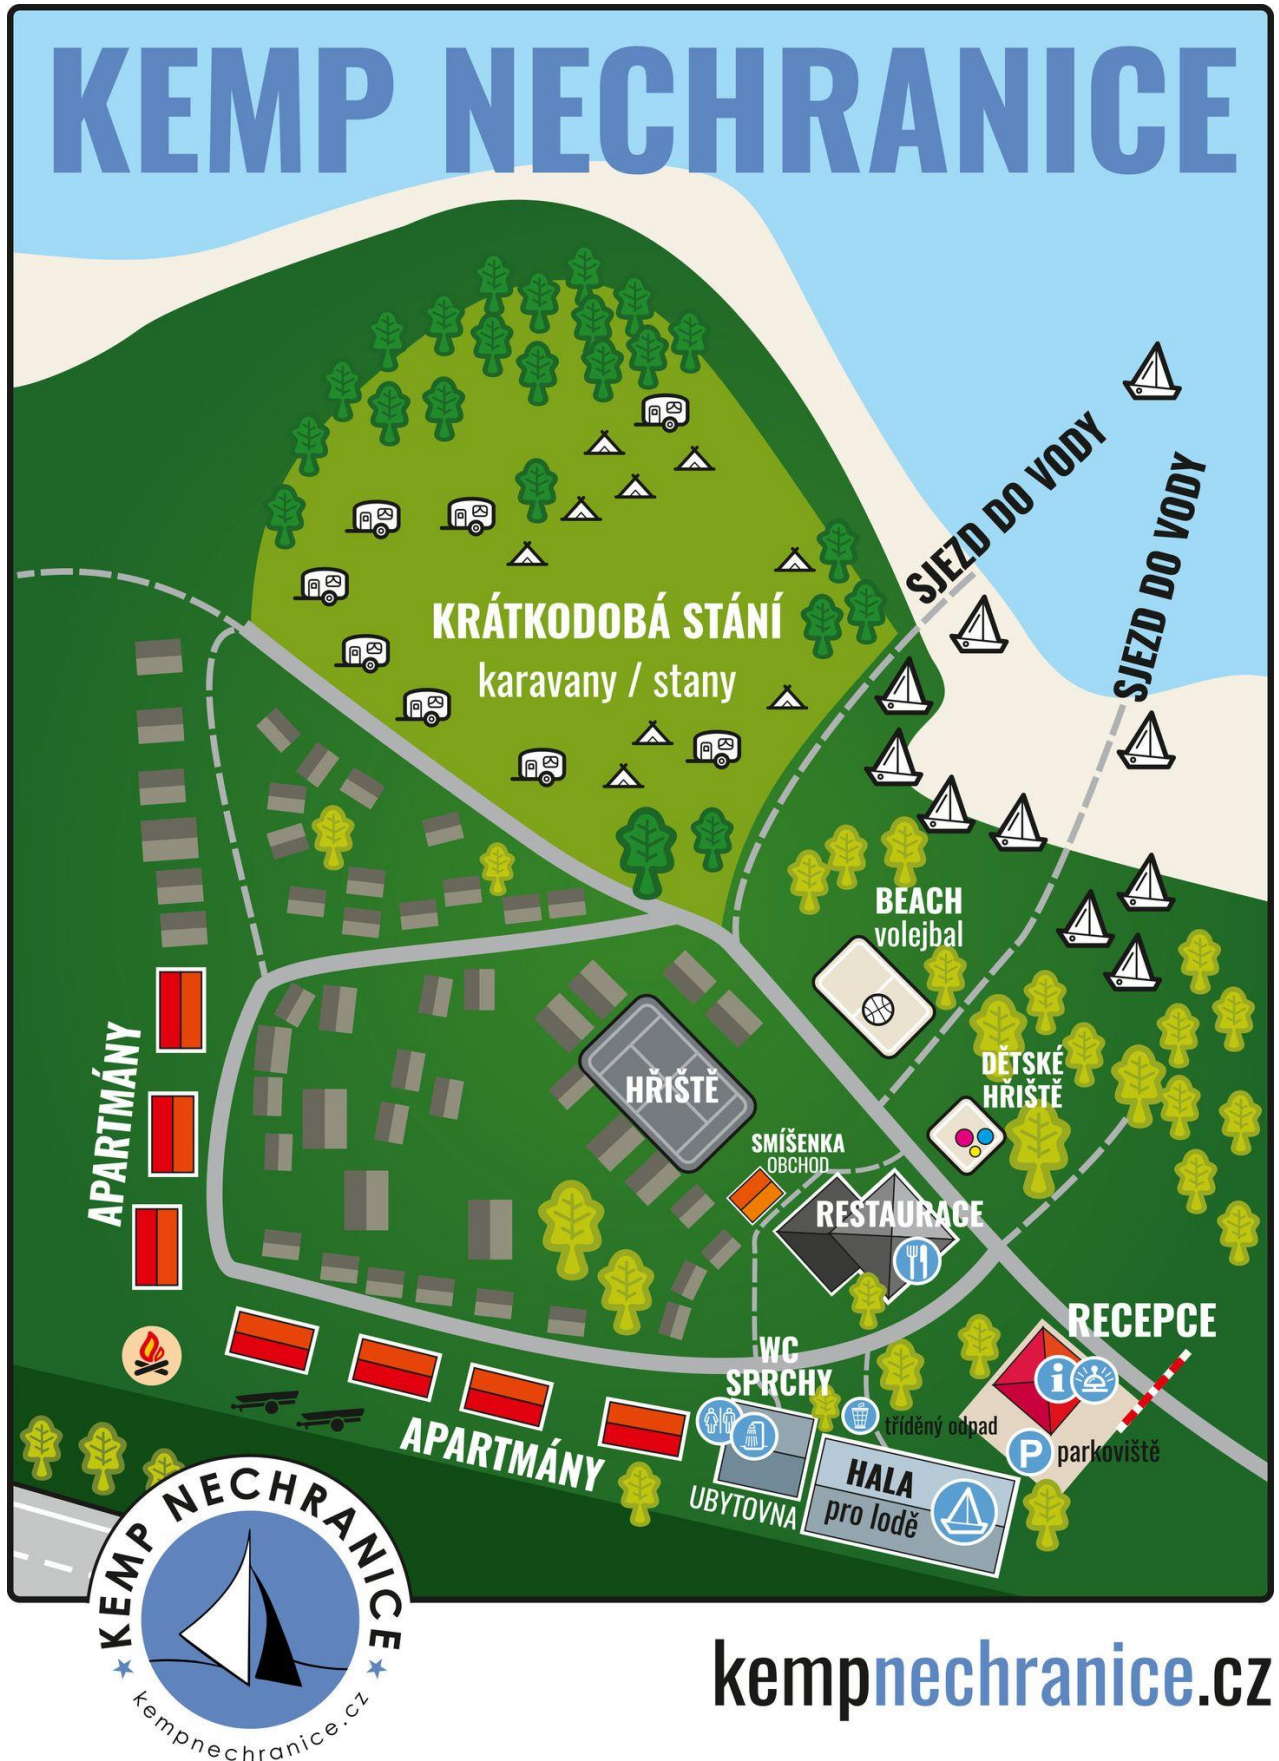 KEMP NECHRANICE
SJEZD DO VODY
SJEZD DO VODY
KRÁTKODOBÁ STÁNÍ
karavany / stany
BEACH
volejbal
DĚTSKÉ
HŘIŠTĚ
HŘIŠTĚ
SMÍŠENKA
OBCHOD
RESTAURACE
APARTMÁNY
RECEPCE
i
WC
SPRCHY
tříděný odpad
P
parkoviště
APARTMÁNY
UBYTOVNA
HALA
pro lodě
KEMP NECHRANICE
kempnechranice.cz
kempnechranice.cz